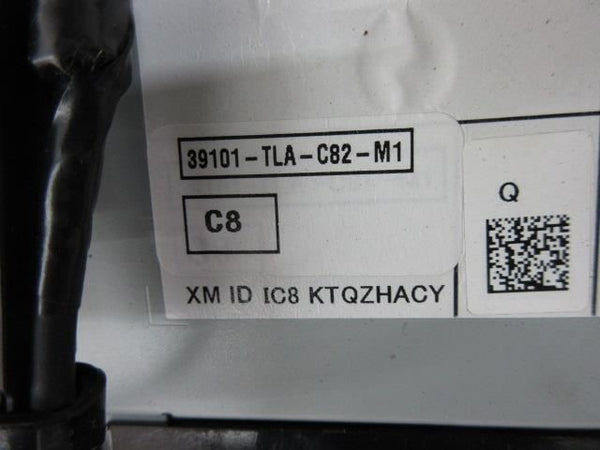 39101-TLA-C82-M1
C8
Q
XM ID IC8 KTQZHACY